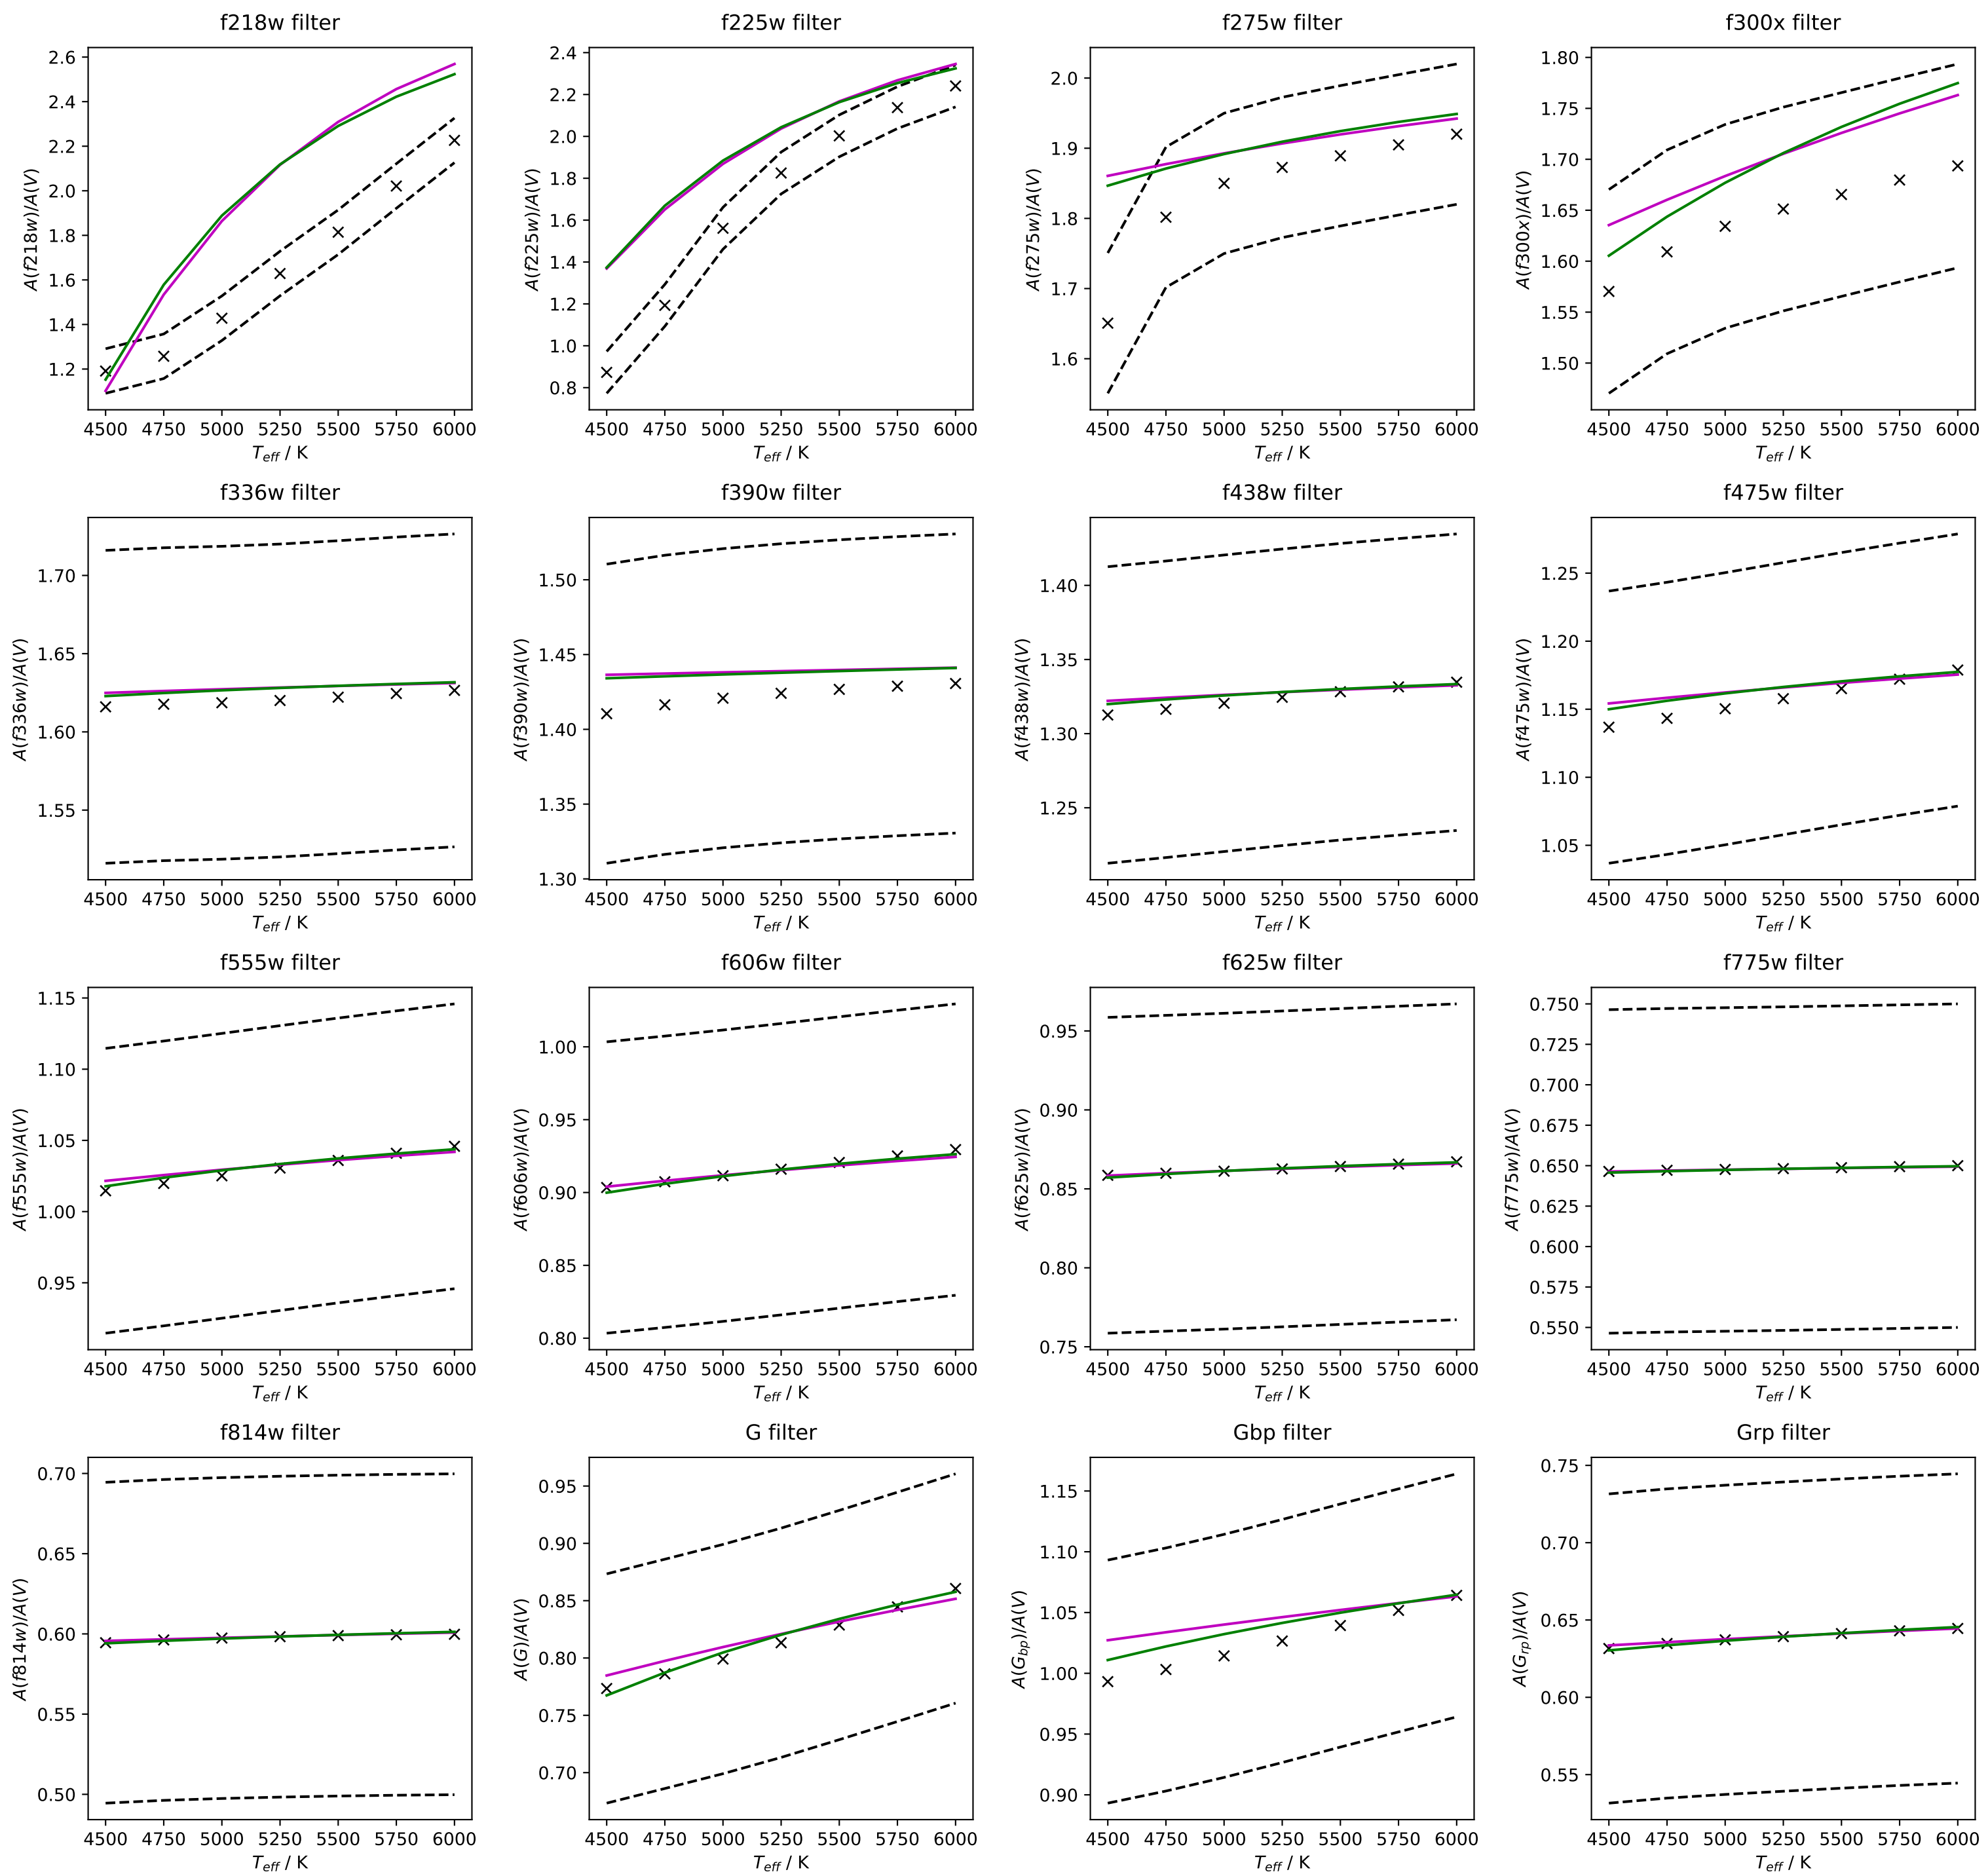 f218w filter
f225w filter
f275w filter
f300x filter
A(f218w)/A(V)
2.6
2.4
2.2
2.0
1.8
1.6
1.4
1.2
4500 4750 5000 5250 5500 5750 6000
T_eff / K
A(f225w)/A(V)
2.4
2.2
2.0
1.8
1.6
1.4
1.2
1.0
0.8
4500 4750 5000 5250 5500 5750 6000
T_eff / K
A(f275w)/A(V)
2.0
1.9
1.8
1.7
1.6
4500 4750 5000 5250 5500 5750 6000
T_eff / K
A(f300x)/A(V)
1.80
1.75
1.70
1.65
1.60
1.55
1.50
4500 4750 5000 5250 5500 5750 6000
T_eff / K
f336w filter
f390w filter
f438w filter
f475w filter
A(f336w)/A(V)
1.70
1.65
1.60
1.55
4500 4750 5000 5250 5500 5750 6000
T_eff / K
A(f390w)/A(V)
1.50
1.45
1.40
1.35
1.30
4500 4750 5000 5250 5500 5750 6000
T_eff / K
A(f438w)/A(V)
1.40
1.35
1.30
1.25
4500 4750 5000 5250 5500 5750 6000
T_eff / K
A(f475w)/A(V)
1.25
1.20
1.15
1.10
1.05
4500 4750 5000 5250 5500 5750 6000
T_eff / K
f555w filter
f606w filter
f625w filter
f775w filter
A(f555w)/A(V)
1.15
1.10
1.05
1.00
0.95
4500 4750 5000 5250 5500 5750 6000
T_eff / K
A(f606w)/A(V)
1.00
0.95
0.90
0.85
0.80
4500 4750 5000 5250 5500 5750 6000
T_eff / K
A(f625w)/A(V)
0.95
0.90
0.85
0.80
0.75
4500 4750 5000 5250 5500 5750 6000
T_eff / K
A(f775w)/A(V)
0.750
0.725
0.700
0.675
0.650
0.625
0.600
0.575
0.550
4500 4750 5000 5250 5500 5750 6000
T_eff / K
f814w filter
G filter
Gbp filter
Grp filter
A(f814w)/A(V)
0.70
0.65
0.60
0.55
0.50
4500 4750 5000 5250 5500 5750 6000
T_eff / K
A(G)/A(V)
0.95
0.90
0.85
0.80
0.75
0.70
4500 4750 5000 5250 5500 5750 6000
T_eff / K
A(G_bp)/A(V)
1.15
1.10
1.05
1.00
0.95
0.90
4500 4750 5000 5250 5500 5750 6000
T_eff / K
A(G_rp)/A(V)
0.75
0.70
0.65
0.60
0.55
4500 4750 5000 5250 5500 5750 6000
T_eff / K